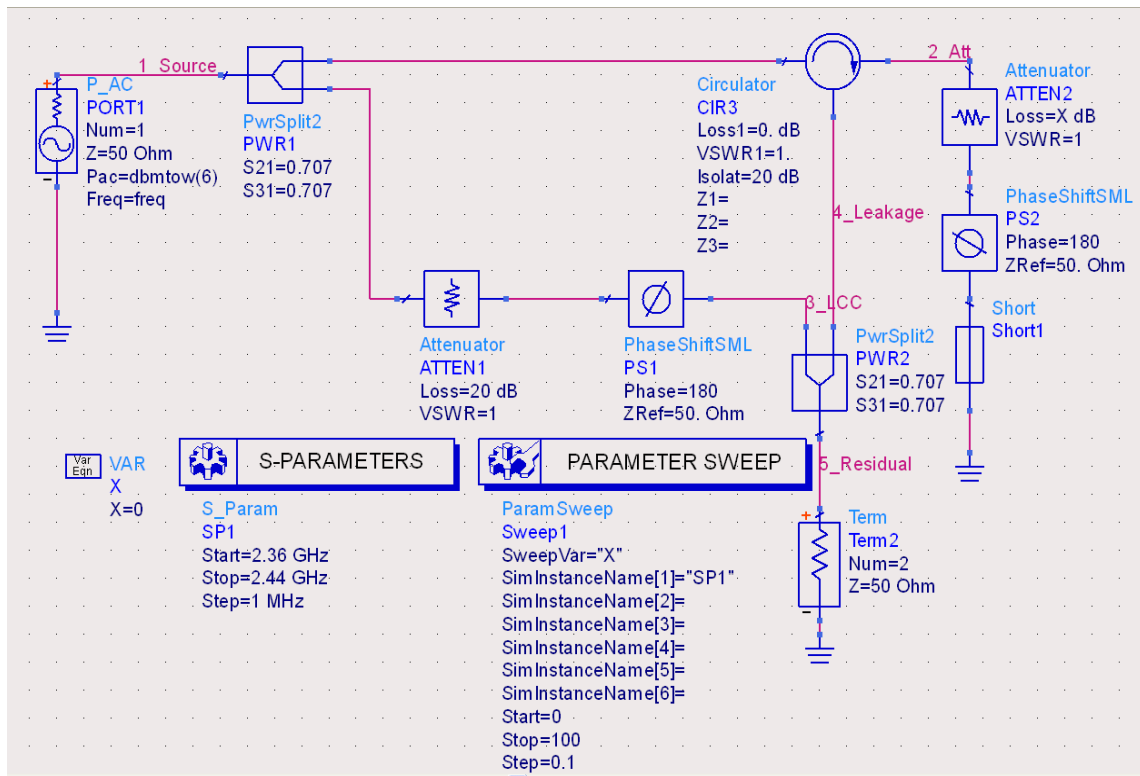 1_Source
P_AC
PORT1
Num=1
Z=50 Ohm
Pac=dbmtow(6)
Freq=freq
PwrSplit2
PWR1
S21=0.707
S31=0.707
Circulator
CIR3
Loss1=0. dB
VSWR1=1.
Isolat=20 dB
Z1=
Z2=
Z3=
2_Att
Attenuator
ATTEN2
Loss=X dB
VSWR=1
4_Leakage
PhaseShiftSML
PS2
Phase=180
ZRef=50. Ohm
Short
Short1
Attenuator
ATTEN1
Loss=20 dB
VSWR=1
PhaseShiftSML
PS1
Phase=180
ZRef=50. Ohm
3_LCC
PwrSplit2
PWR2
S21=0.707
S31=0.707
Var
Eqn
VAR
X
X=0
S-PARAMETERS
S_Param
SP1
Start=2.36 GHz
Stop=2.44 GHz
Step=1 MHz
PARAMETER SWEEP
ParamSweep
Sweep1
SweepVar="X"
SimInstanceName[1]="SP1"
SimInstanceName[2]=
SimInstanceName[3]=
SimInstanceName[4]=
SimInstanceName[5]=
SimInstanceName[6]=
Start=0
Stop=100
Step=0.1
5_Residual
Term
Term2
Num=2
Z=50 Ohm